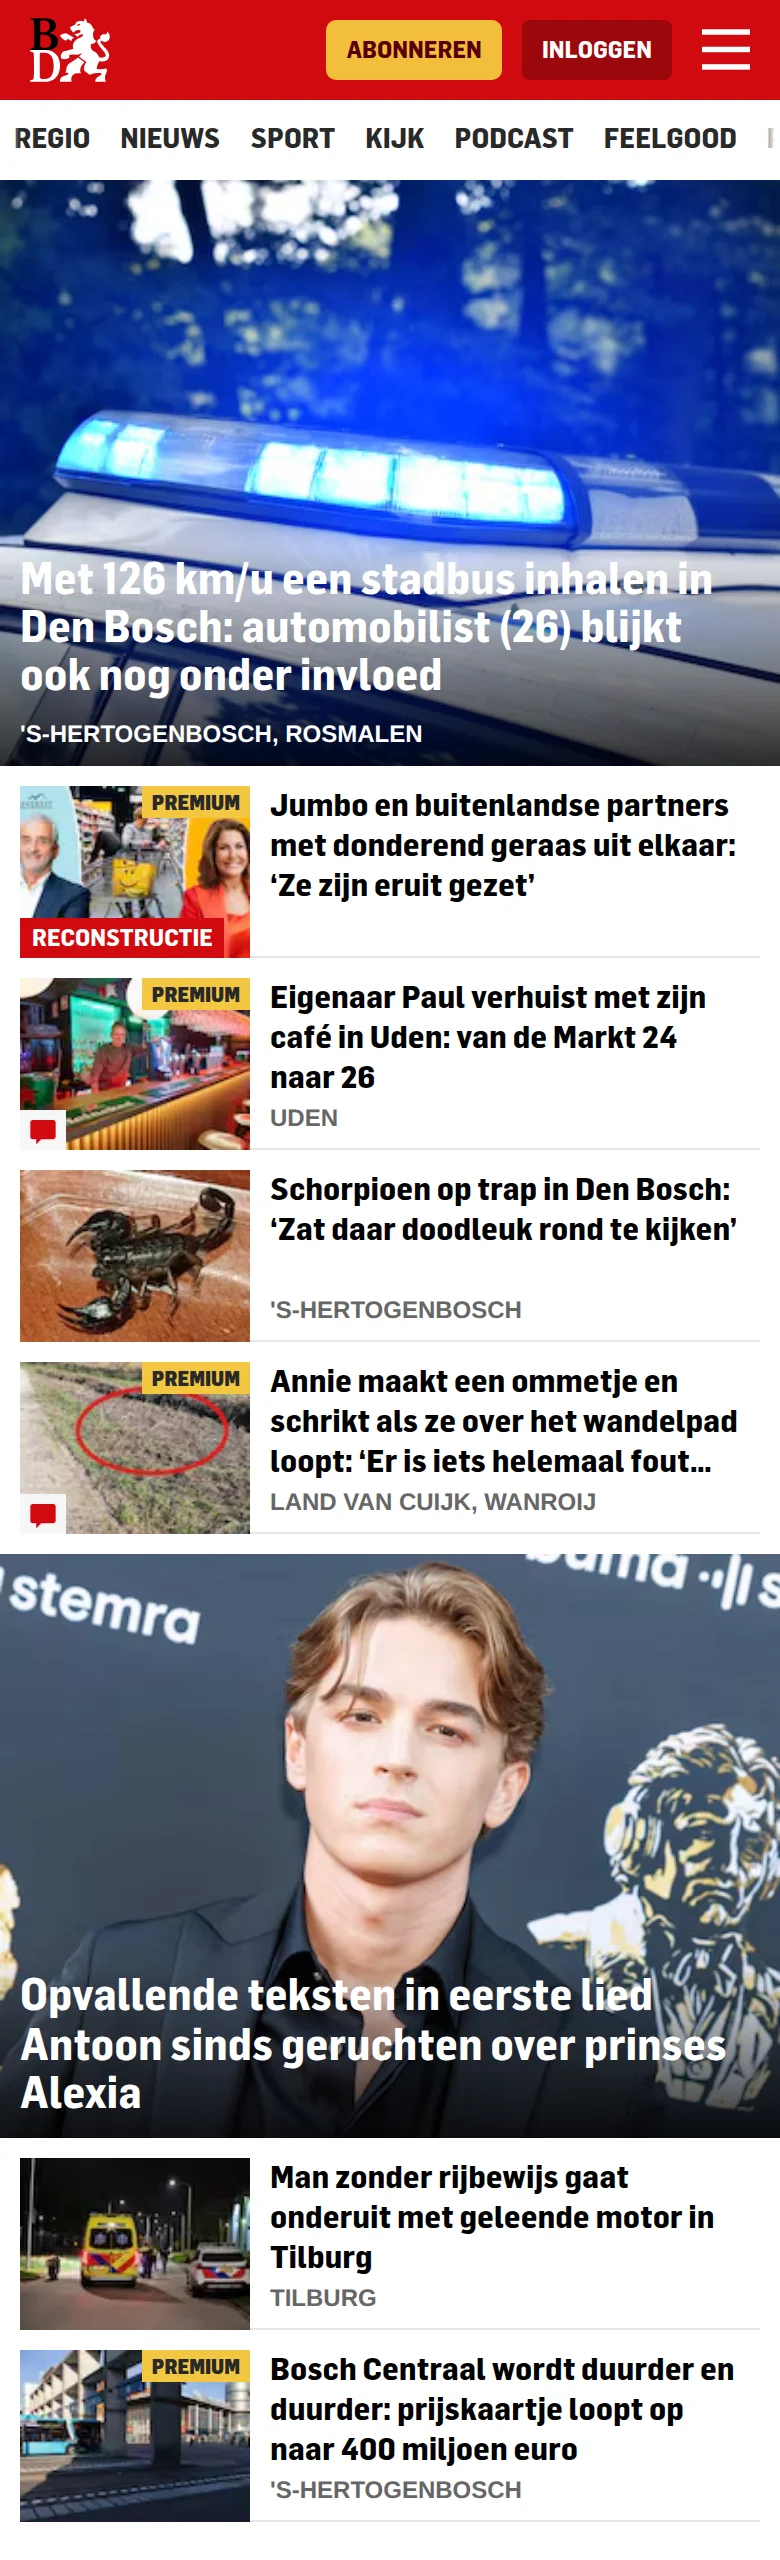 BD
ABONNEREN
INLOGGEN
REGIO NIEUWS SPORT KIJK PODCAST FEELGOOD
Met 126 km/u een stadbus inhalen in
Den Bosch: automobilist (26) blijkt
ook nog onder invloed
'S-HERTOGENBOSCH, ROSMALEN
PREMIUM
RECONSTRUCTIE
Jumbo en buitenlandse partners
met donderend geraas uit elkaar:
‘Ze zijn eruit gezet’
PREMIUM
Eigenaar Paul verhuist met zijn
café in Uden: van de Markt 24
naar 26
UDEN
Schorpioen op trap in Den Bosch:
‘Zat daar doodleuk rond te kijken’
'S-HERTOGENBOSCH
PREMIUM
Annie maakt een ommetje en
schrikt als ze over het wandelpad
loopt: ‘Er is iets helemaal fout...
LAND VAN CUIJK, WANROIJ
stemra
Opvallende teksten in eerste lied
Antoon sinds geruchten over prinses
Alexia
Man zonder rijbewijs gaat
onderuit met geleende motor in
Tilburg
TILBURG
PREMIUM
Bosch Centraal wordt duurder en
duurder: prijskaartje loopt op
naar 400 miljoen euro
'S-HERTOGENBOSCH